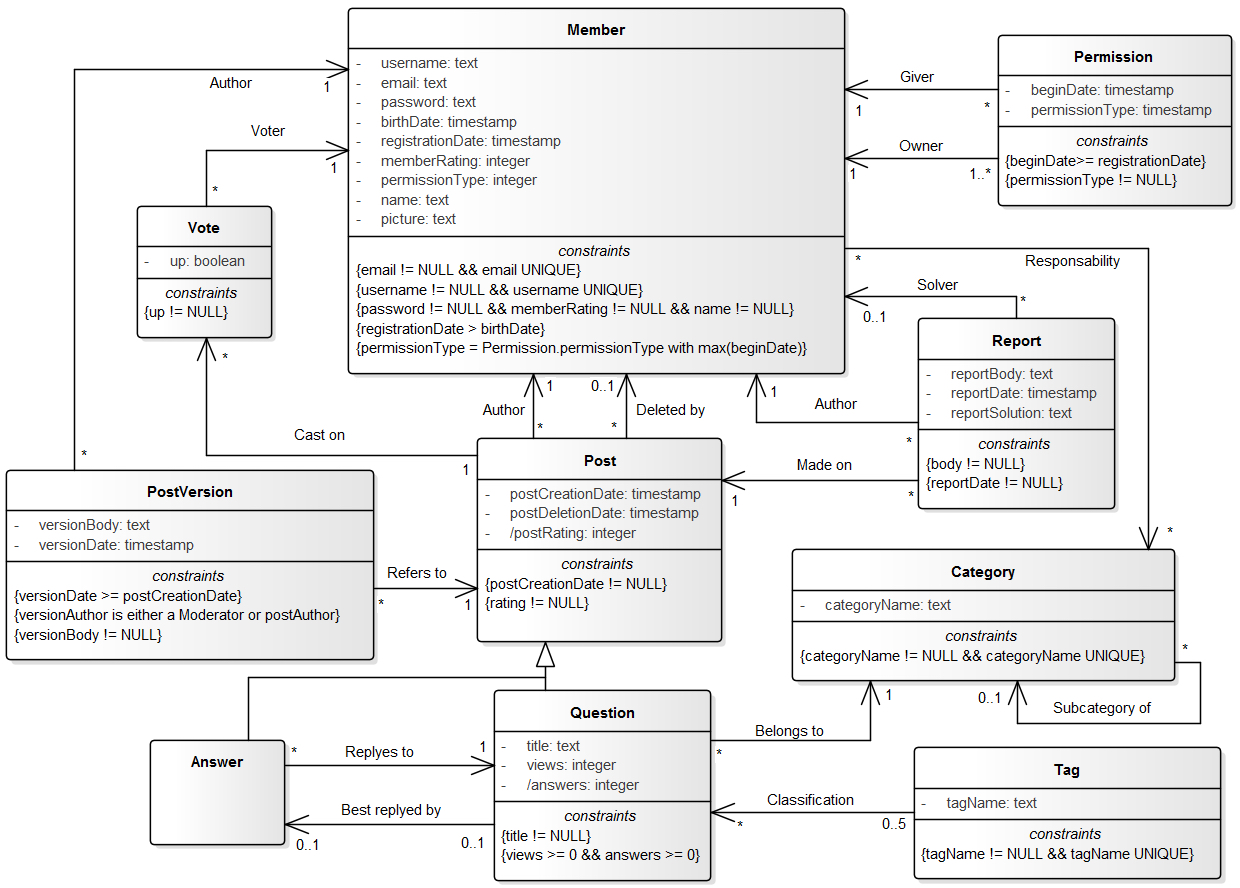 Member
- username: text
- email: text
- password: text
- birthDate: timestamp
- registrationDate: timestamp
- memberRating: integer
- permissionType: integer
- name: text
- picture: text
constraints
{email != NULL && email UNIQUE}
{username != NULL && username UNIQUE}
{password != NULL && memberRating != NULL && name != NULL}
{registrationDate > birthDate}
{permissionType = Permission.permissionType with max(beginDate)}
Permission
- beginDate: timestamp
- permissionType: timestamp
constraints
{beginDate>= registrationDate}
{permissionType != NULL}
Giver
1
*
Owner
1
1..*
Author
1
*
Voter
1
*
Vote
- up: boolean
constraints
{up != NULL}
*
Cast on
1
Responsability
*
*
Solver
0..1
*
Report
- reportBody: text
- reportDate: timestamp
- reportSolution: text
constraints
{body != NULL}
{reportDate != NULL}
Author
1
*
Made on
1
*
Author
1
*
Deleted by
0..1
*
Post
- postCreationDate: timestamp
- postDeletionDate: timestamp
- /postRating: integer
constraints
{postCreationDate != NULL}
{rating != NULL}
PostVersion
- versionBody: text
- versionDate: timestamp
constraints
{versionDate >= postCreationDate}
{versionAuthor is either a Moderator or postAuthor}
{versionBody != NULL}
Refers to
*
1
Category
- categoryName: text
constraints
{categoryName != NULL && categoryName UNIQUE}
*
0..1
Subcategory of
Belongs to
1
*
Answer
Question
- title: text
- views: integer
- /answers: integer
constraints
{title != NULL}
{views >= 0 && answers >= 0}
*
Replyes to
1
Best replyed by
0..1
0..1
Classification
*
0..5
Tag
- tagName: text
constraints
{tagName != NULL && tagName UNIQUE}